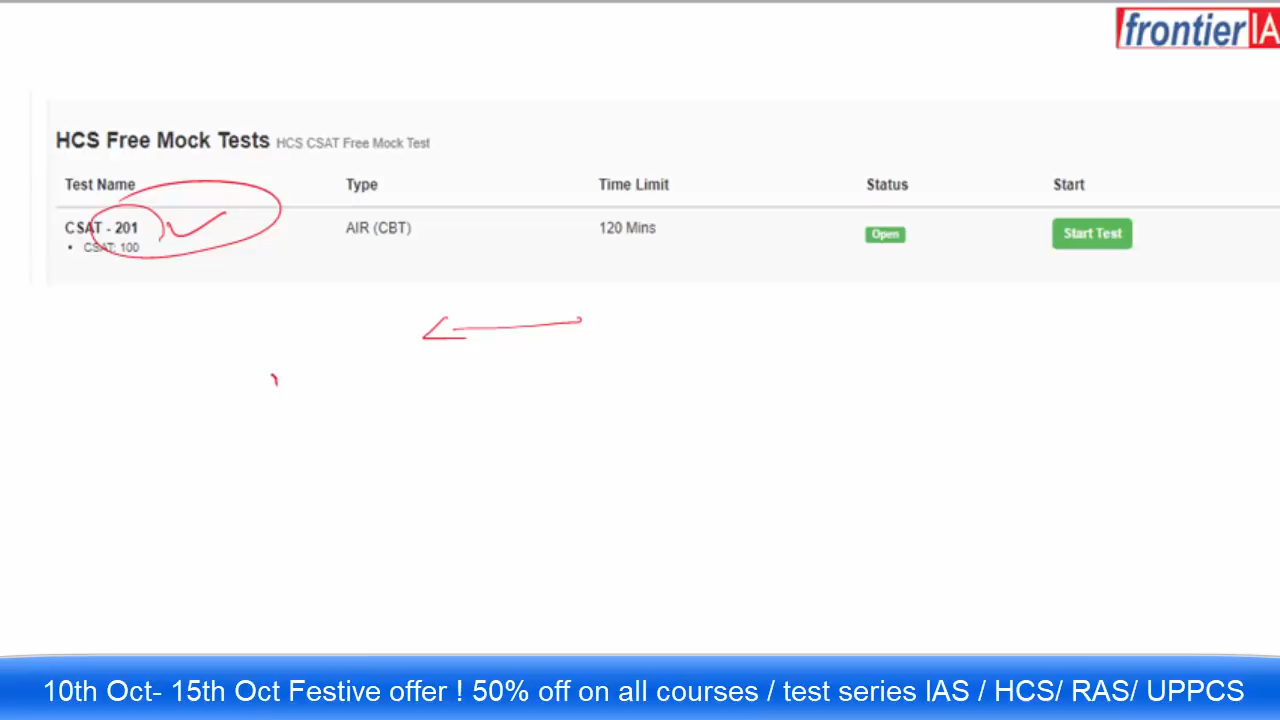 frontier IA
HCS Free Mock Tests HCS CSAT Free Mock Test
Test Name Type Time Limit Status Start
CSAT - 201 AIR (CBT) 120 Mins Open Start Test
• CSAT: 100
10th Oct- 15th Oct Festive offer ! 50% off on all courses / test series IAS / HCS/ RAS/ UPPCS